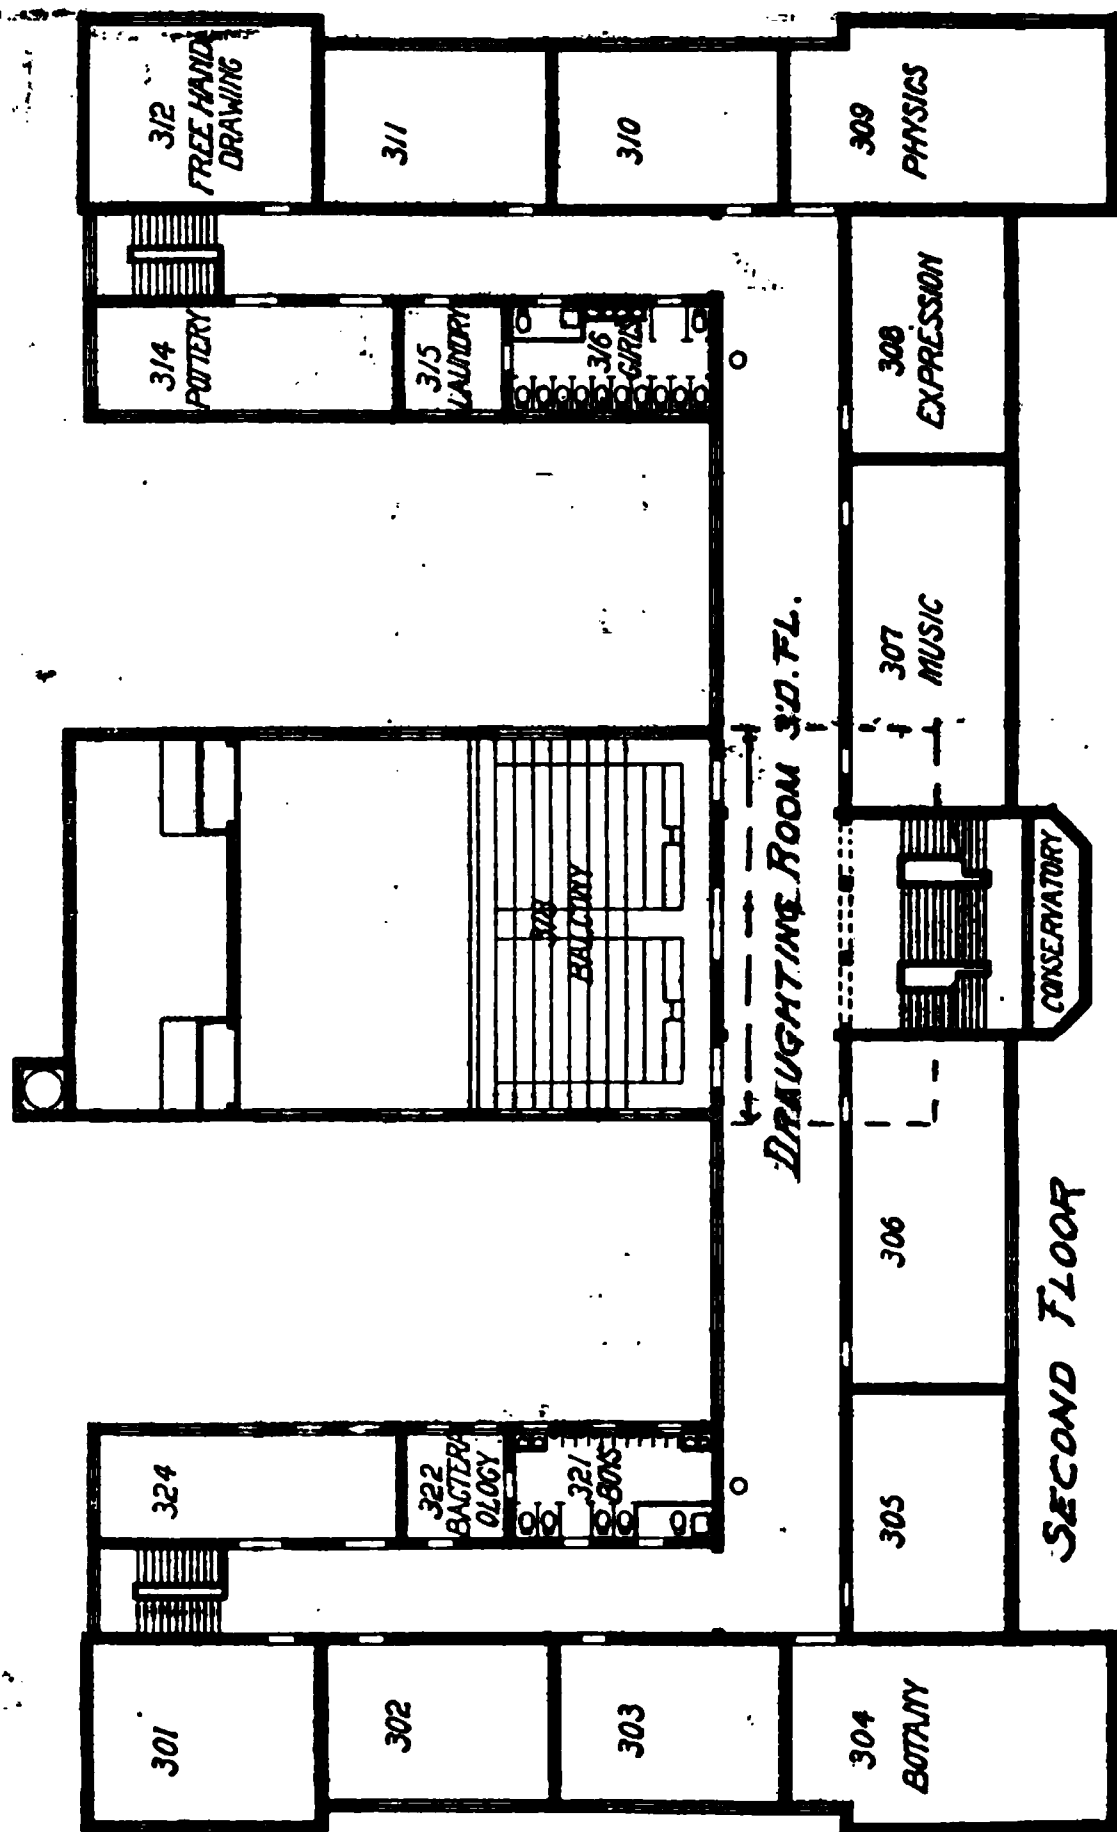 312
FREE HAND
DRAWING
311
310
309
PHYSICS
314
POTTERY
315
LAUNDRY
316
GIRLS
308
EXPRESSION
307
MUSIC
BALCONY
DRAUGHTING ROOM 3'D. FL.
CONSERVATORY
306
305
324
322
BACTERI
OLOGY
321
BOYS
301
302
303
304
BOTANY
SECOND FLOOR